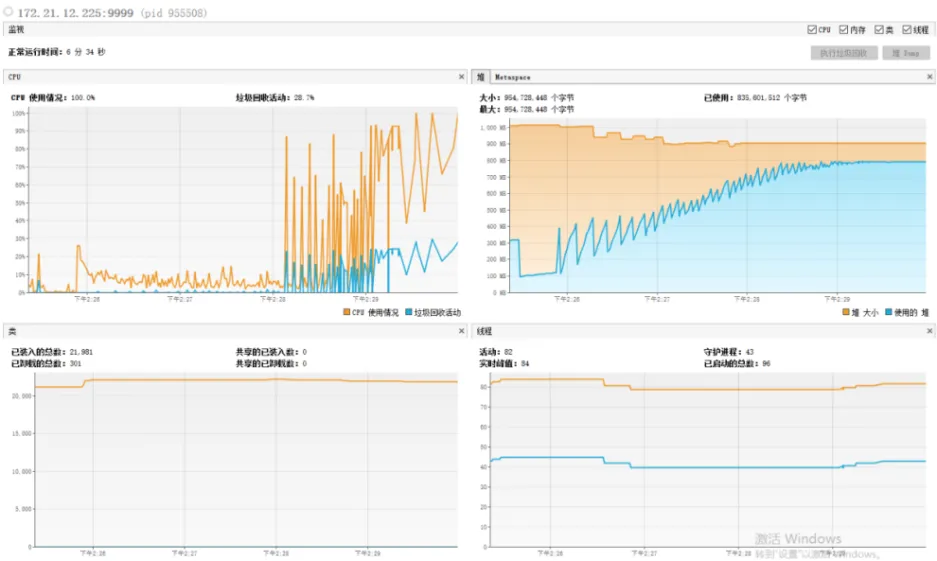 172.21.12.225:9999 (pid 955508)
监视
CPU 内存 类 线程
正常运行时间: 6 分 34 秒
执行垃圾回收 堆 Dump
CPU
CPU 使用情况: 100.0% 垃圾回收活动: 28.7%
100%
90%
80%
70%
60%
50%
40%
30%
20%
10%
0%
下午2:26 下午2:27 下午2:28 下午2:29
CPU 使用情况 垃圾回收活动
堆 Metaspace
大小: 954,728,448 个字节 已使用: 835,601,512 个字节
最大: 954,728,448 个字节
1,000 MB
900 MB
800 MB
700 MB
600 MB
500 MB
400 MB
300 MB
200 MB
100 MB
0 MB
下午2:26 下午2:27 下午2:28 下午2:29
堆 大小 使用的 堆
类
已装入的总数: 21,981 共享的已装入数: 0
已卸载的总数: 301 共享的已卸载数: 0
20,000
15,000
10,000
5,000
0
下午2:26 下午2:27 下午2:28 下午2:29
线程
活动: 82 守护进程: 43
实时峰值: 84 已启动的总数: 96
80
70
60
50
40
30
20
10
0
下午2:26 下午2:27 下午2:28 下午2:29
激活 Windows
转到"设置"以激活 Windows。